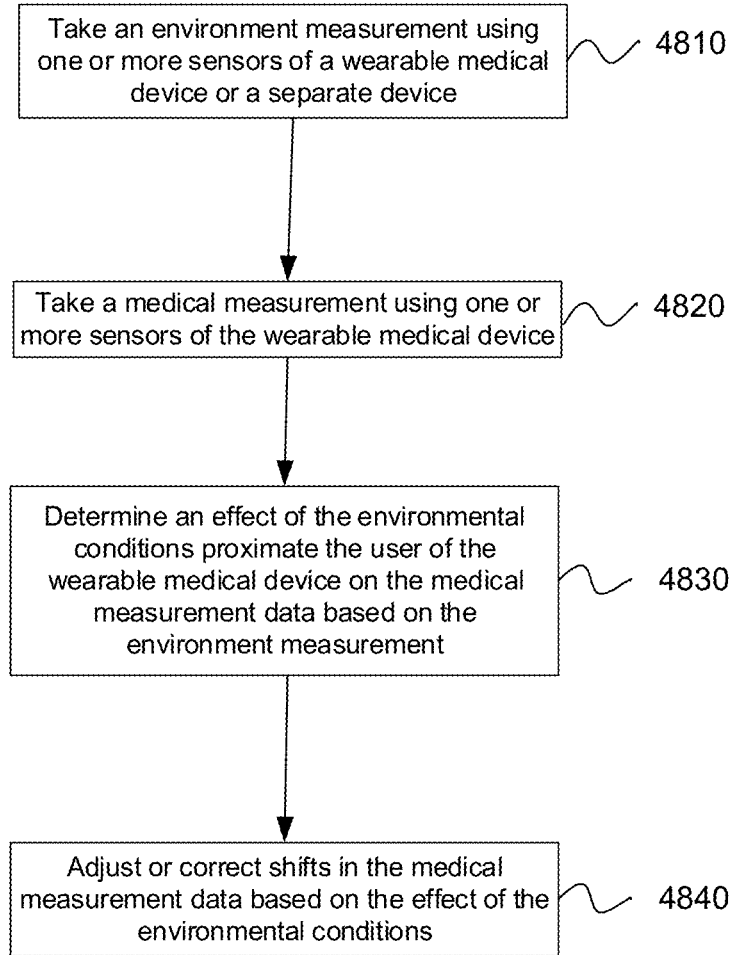 Take an environment measurement using
one or more sensors of a wearable medical
device or a separate device
4810
Take a medical measurement using one or
more sensors of the wearable medical device
4820
Determine an effect of the environmental
conditions proximate the user of the
wearable medical device on the medical
measurement data based on the
environment measurement
4830
Adjust or correct shifts in the medical
measurement data based on the effect of the
environmental conditions
4840